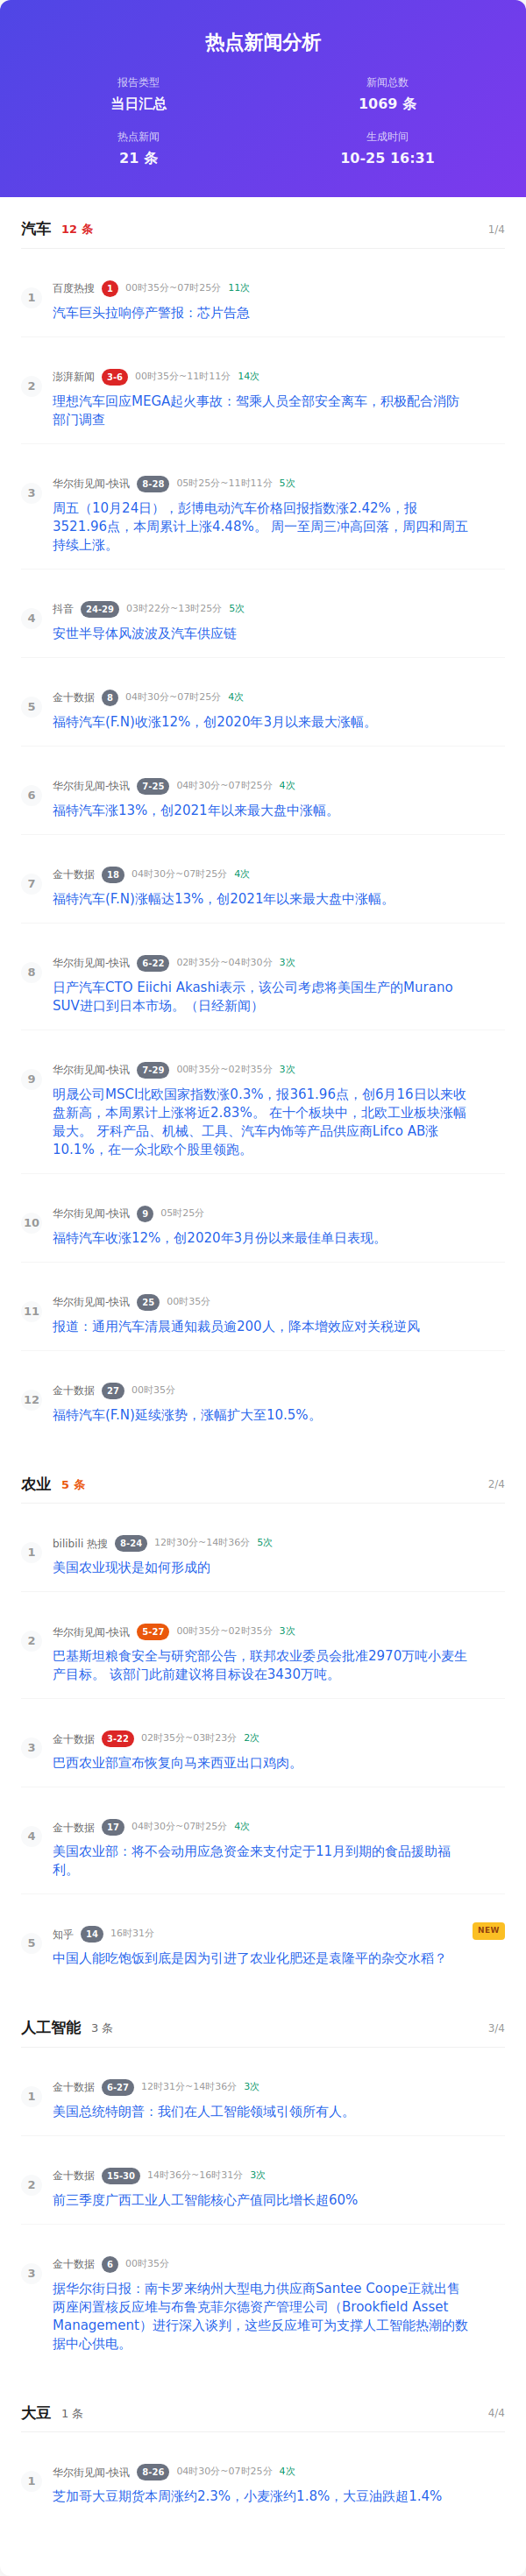 热点新闻分析
报告类型
当日汇总
新闻总数
1069 条
热点新闻
21 条
生成时间
10-25 16:31
汽车 12 条 1/4
1
百度热搜 1 00时35分~07时25分 11次
汽车巨头拉响停产警报：芯片告急
2
澎湃新闻 3-6 00时35分~11时11分 14次
理想汽车回应MEGA起火事故：驾乘人员全部安全离车，积极配合消防
部门调查
3
华尔街见闻-快讯 8-28 05时25分~11时11分 5次
周五（10月24日），彭博电动汽车价格回报指数涨2.42%，报
3521.96点，本周累计上涨4.48%。 周一至周三冲高回落，周四和周五
持续上涨。
4
抖音 24-29 03时22分~13时25分 5次
安世半导体风波波及汽车供应链
5
金十数据 8 04时30分~07时25分 4次
福特汽车(F.N)收涨12%，创2020年3月以来最大涨幅。
6
华尔街见闻-快讯 7-25 04时30分~07时25分 4次
福特汽车涨13%，创2021年以来最大盘中涨幅。
7
金十数据 18 04时30分~07时25分 4次
福特汽车(F.N)涨幅达13%，创2021年以来最大盘中涨幅。
8
华尔街见闻-快讯 6-22 02时35分~04时30分 3次
日产汽车CTO Eiichi Akashi表示，该公司考虑将美国生产的Murano
SUV进口到日本市场。（日经新闻）
9
华尔街见闻-快讯 7-29 00时35分~02时35分 3次
明晟公司MSCI北欧国家指数涨0.3%，报361.96点，创6月16日以来收
盘新高，本周累计上涨将近2.83%。 在十个板块中，北欧工业板块涨幅
最大。 牙科产品、机械、工具、汽车内饰等产品供应商Lifco AB涨
10.1%，在一众北欧个股里领跑。
10
华尔街见闻-快讯 9 05时25分
福特汽车收涨12%，创2020年3月份以来最佳单日表现。
11
华尔街见闻-快讯 25 00时35分
报道：通用汽车清晨通知裁员逾200人，降本增效应对关税逆风
12
金十数据 27 00时35分
福特汽车(F.N)延续涨势，涨幅扩大至10.5%。
农业 5 条 2/4
1
bilibili 热搜 8-24 12时30分~14时36分 5次
美国农业现状是如何形成的
2
华尔街见闻-快讯 5-27 00时35分~02时35分 3次
巴基斯坦粮食安全与研究部公告，联邦农业委员会批准2970万吨小麦生
产目标。 该部门此前建议将目标设在3430万吨。
3
金十数据 3-22 02时35分~03时23分 2次
巴西农业部宣布恢复向马来西亚出口鸡肉。
4
金十数据 17 04时30分~07时25分 4次
美国农业部：将不会动用应急资金来支付定于11月到期的食品援助福
利。
5
知乎 14 16时31分 NEW
中国人能吃饱饭到底是因为引进了农业化肥还是袁隆平的杂交水稻？
人工智能 3 条 3/4
1
金十数据 6-27 12时31分~14时36分 3次
美国总统特朗普：我们在人工智能领域引领所有人。
2
金十数据 15-30 14时36分~16时31分 3次
前三季度广西工业人工智能核心产值同比增长超60%
3
金十数据 6 00时35分
据华尔街日报：南卡罗来纳州大型电力供应商Santee Coope正就出售
两座闲置核反应堆与布鲁克菲尔德资产管理公司（Brookfield Asset
Management）进行深入谈判，这些反应堆可为支撑人工智能热潮的数
据中心供电。
大豆 1 条 4/4
1
华尔街见闻-快讯 8-26 04时30分~07时25分 4次
芝加哥大豆期货本周涨约2.3%，小麦涨约1.8%，大豆油跌超1.4%